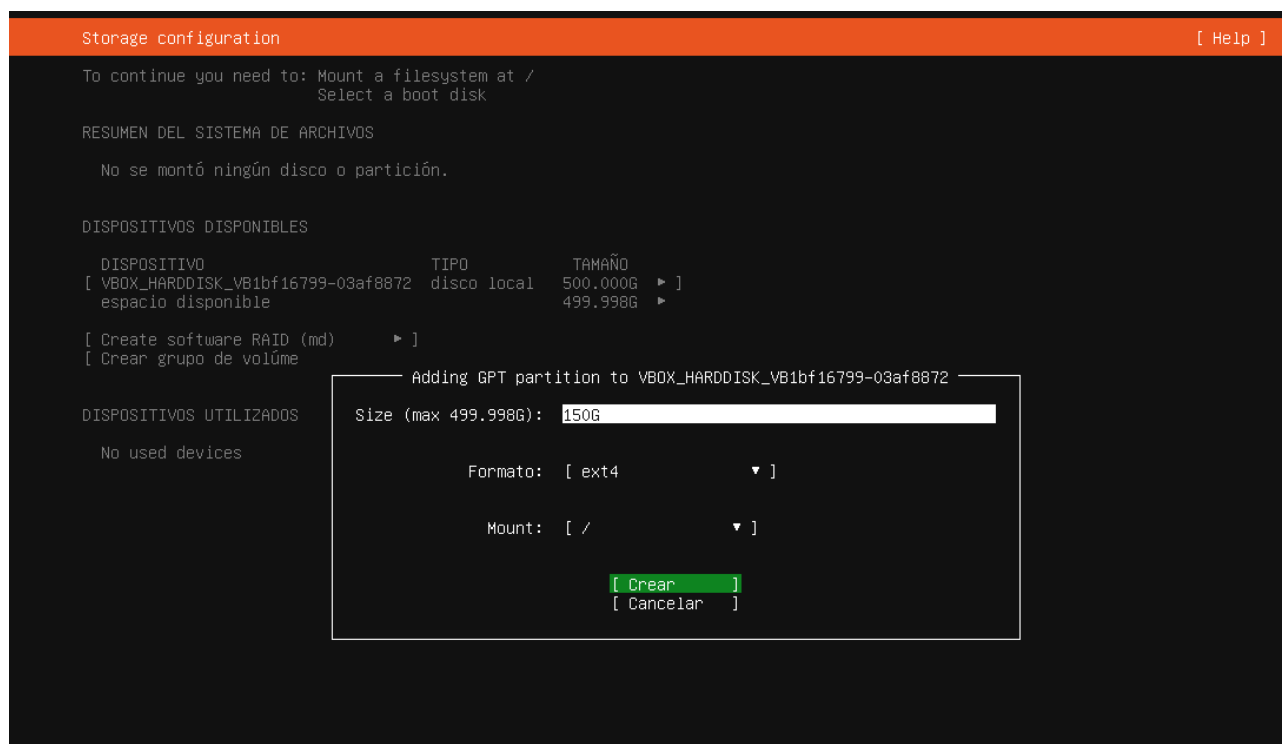 Storage configuration [ Help ]
To continue you need to: Mount a filesystem at /
Select a boot disk
RESUMEN DEL SISTEMA DE ARCHIVOS
No se montó ningún disco o partición.
DISPOSITIVOS DISPONIBLES
DISPOSITIVO TIPO TAMAÑO
[ VBOX_HARDDISK_VB1bf16799-03af8872 disco local 500.000G ► ]
espacio disponible 499.998G ►
[ Create software RAID (md) ► ]
[ Crear grupo de volúme
Adding GPT partition to VBOX_HARDDISK_VB1bf16799-03af8872
DISPOSITIVOS UTILIZADOS
Size (max 499.998G): 150G
No used devices
Formato: [ ext4 ▼ ]
Mount: [ / ▼ ]
[ Crear ]
[ Cancelar ]